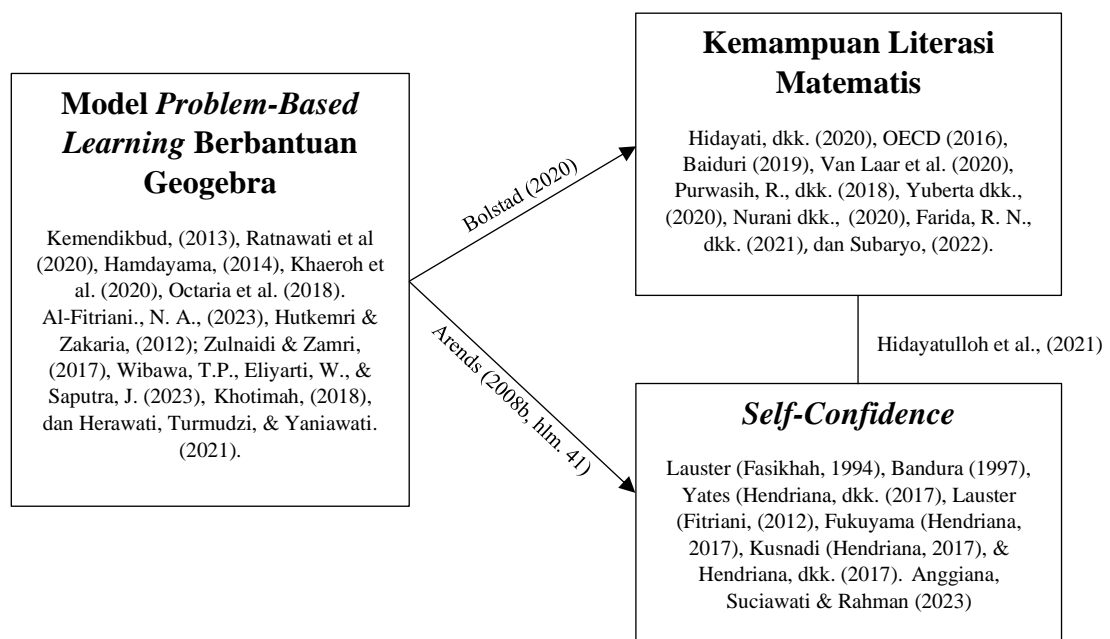 Model Problem-Based
Learning Berbantuan
Geogebra
Kemendikbud, (2013), Ratnawati et al
(2020), Hamdayama, (2014), Khaeroh et
al. (2020), Octaria et al. (2018).
Al-Fitriani., N. A., (2023), Hutkemri &
Zakaria, (2012); Zulnaidi & Zamri,
(2017), Wibawa, T.P., Eliyarti, W., &
Saputra, J. (2023), Khotimah, (2018),
dan Herawati, Turmudzi, & Yaniawati.
(2021).
Bolstad (2020)
Arends (2008b, hlm. 41)
Kemampuan Literasi
Matematis
Hidayati, dkk. (2020), OECD (2016),
Baiduri (2019), Van Laar et al. (2020),
Purwasih, R., dkk. (2018), Yuberta dkk.,
(2020), Nurani dkk., (2020), Farida, R. N.,
dkk. (2021), dan Subaryo, (2022).
Hidayatulloh et al., (2021)
Self-Confidence
Lauster (Fasikhah, 1994), Bandura (1997),
Yates (Hendriana, dkk. (2017), Lauster
(Fitriani, (2012), Fukuyama (Hendriana,
2017), Kusnadi (Hendriana, 2017), &
Hendriana, dkk. (2017). Anggiana,
Suciawati & Rahman (2023)